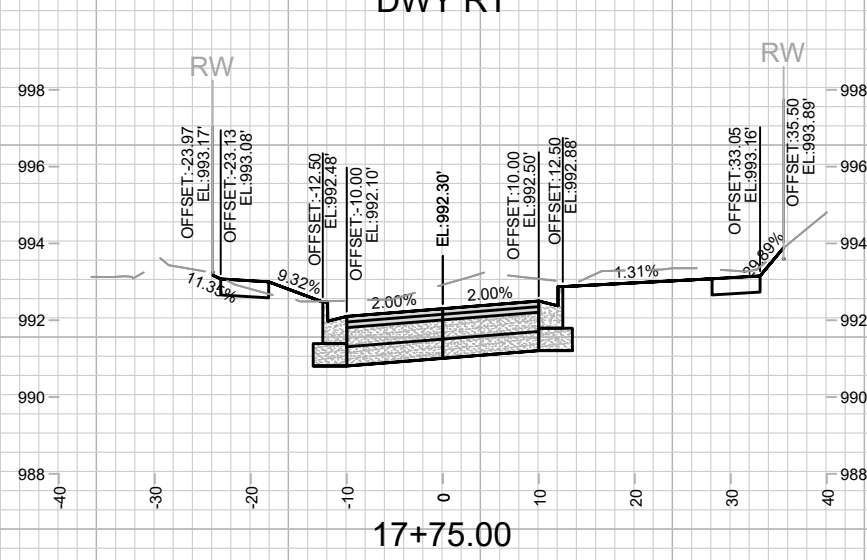 DWY RT
RW
RW
998
998
996
996
994
994
992
992
990
990
988
988
OFFSET:-23.97
EL:993.17'
OFFSET:-23.13
EL:993.08'
OFFSET:-12.50
EL:992.48'
OFFSET:-10.00
EL:992.10'
EL:992.30'
OFFSET:10.00
EL:992.50'
OFFSET:12.50
EL:992.88'
OFFSET:33.05
EL:993.16'
OFFSET:35.50
EL:993.89'
11.35%
9.32%
2.00%
2.00%
1.31%
29.89%
-40
-30
-20
-10
0
10
20
30
40
17+75.00